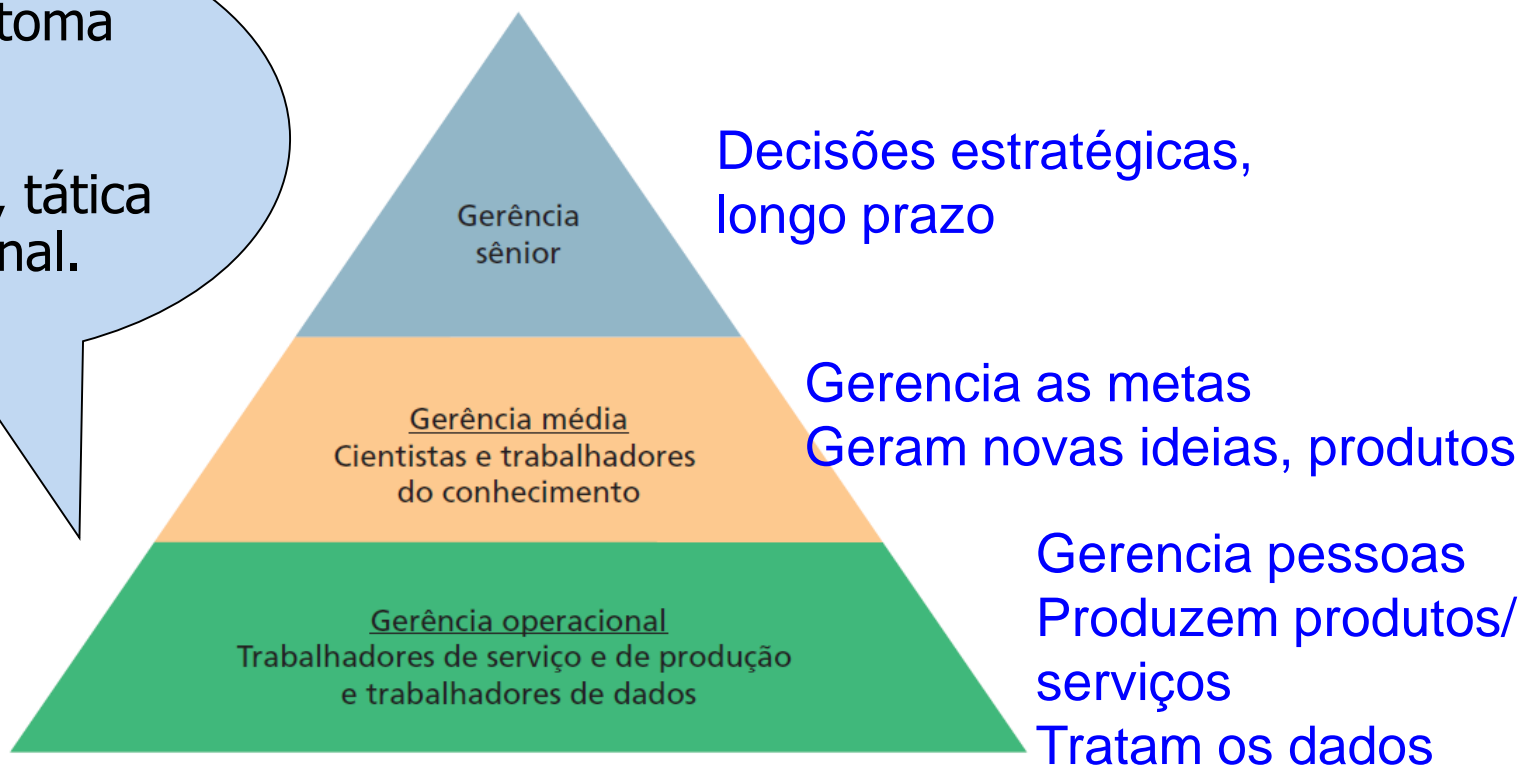 toma
, tática
nal.
Gerência
sênior
Decisões estratégicas,
longo prazo
Gerência média
Cientistas e trabalhadores
do conhecimento
Gerencia as metas
Geram novas ideias, produtos
Gerência operacional
Trabalhadores de serviço e de produção
e trabalhadores de dados
Gerencia pessoas
Produzem produtos/
serviços
Tratam os dados